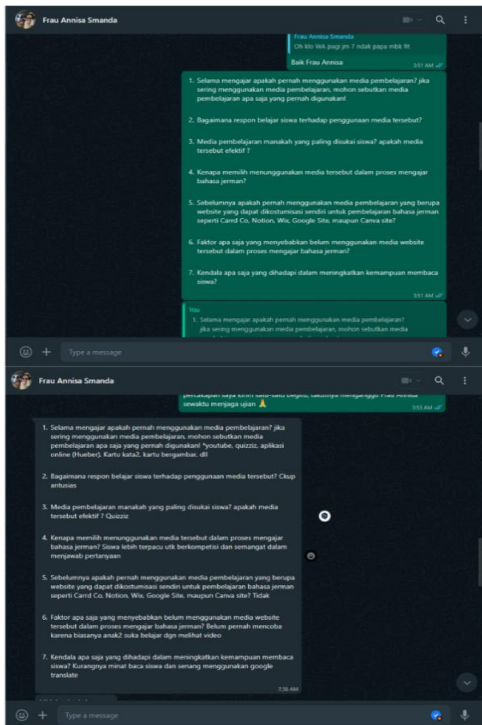 Frau Annisa Smanda
Frau Annisa Smanda
Oh klo WA pagi jm 7 ndak papa mbk fit
Baik Frau Annisa
3:51 AM
1. Selama mengajar apakah pernah menggunakan media pembelajaran? jika
sering menggunakan media pembelajaran, mohon sebutkan media
pembelajaran apa saja yang pernah digunakan!
2. Bagaimana respon belajar siswa terhadap penggunaan media tersebut?
3. Media pembelajaran manakah yang paling disukai siswa? apakah media
tersebut efektif ?
4. Kenapa memilih menunggunakan media tersebut dalam proses mengajar
bahasa jerman?
5. Sebelumnya apakah pernah menggunakan media pembelajaran yang berupa
website yang dapat dikostumisasi sendiri untuk pembelajaran bahasa jerman
seperti Carrd Co, Notion, Wix, Google Site, maupun Canva site?
6. Faktor apa saja yang menyebabkan belum menggunakan media website
tersebut dalam proses mengajar bahasa jerman?
7. Kendala apa saja yang dihadapi dalam meningkatkan kemampuan membaca
siswa?
3:51 AM
You
1. Selama mengajar apakah pernah menggunakan media pembelajaran?
jika sering menggunakan media pembelajaran, mohon sebutkan media
Type a message
Frau Annisa Smanda
percakapan saya kirim satu-satu begitu, takutnya mengganggu Frau Annisa
sewaktu menjaga ujian 🙏
3:53 AM
1. Selama mengajar apakah pernah menggunakan media pembelajaran? jika
sering menggunakan media pembelajaran, mohon sebutkan media
pembelajaran apa saja yang pernah digunakan! *youtube, quizziz, aplikasi
online (Hueber). Kartu kata2, kartu bergambar, dll
2. Bagaimana respon belajar siswa terhadap penggunaan media tersebut? Ckup
antusias
3. Media pembelajaran manakah yang paling disukai siswa? apakah media
tersebut efektif ? Quizziz
4. Kenapa memilih menunggunakan media tersebut dalam proses mengajar
bahasa jerman? Siswa lebih terpacu utk berkompetisi dan semangat dalam
menjawab pertanyaan
5. Sebelumnya apakah pernah menggunakan media pembelajaran yang berupa
website yang dapat dikostumisasi sendiri untuk pembelajaran bahasa jerman
seperti Carrd Co, Notion, Wix, Google Site, maupun Canva site? Tidak
6. Faktor apa saja yang menyebabkan belum menggunakan media website
tersebut dalam proses mengajar bahasa jerman? Belum pernah mencoba
karena biasanya anak2 suka belajar dgn melihat video
7. Kendala apa saja yang dihadapi dalam meningkatkan kemampuan membaca
siswa? Kurangnya minat baca siswa dan senang menggunakan google
translate
7:36 AM
Type a message